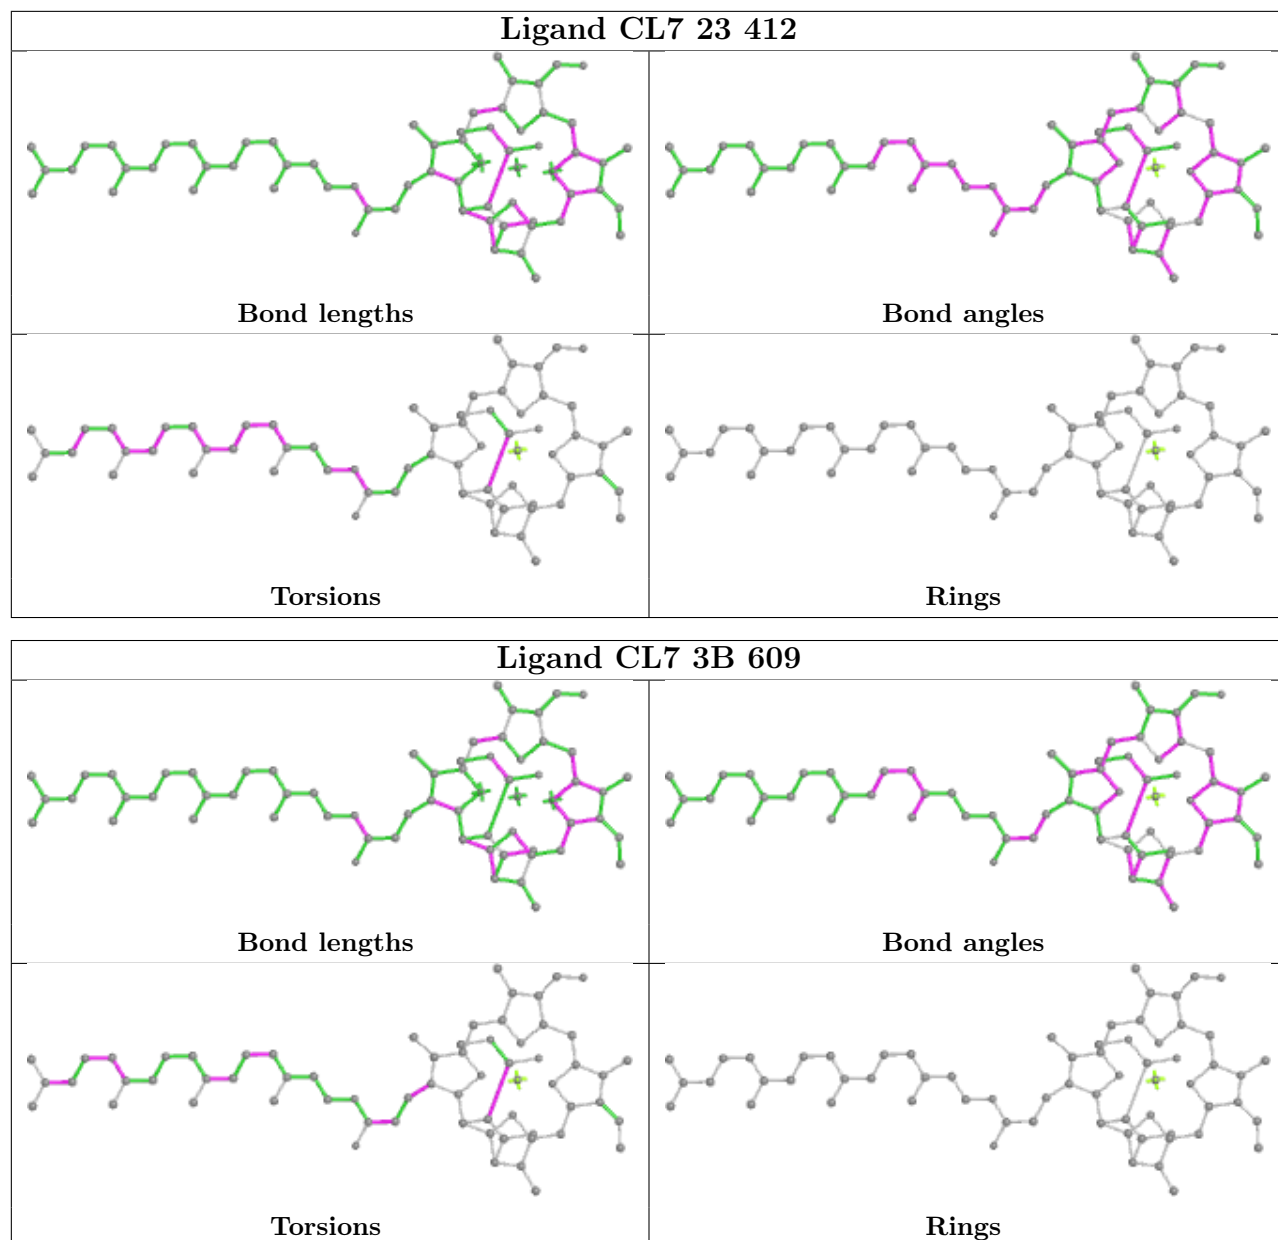 Ligand CL7 23 412
Bond lengths
Bond angles
Torsions
Rings
Ligand CL7 3B 609
Bond lengths
Bond angles
Torsions
Rings